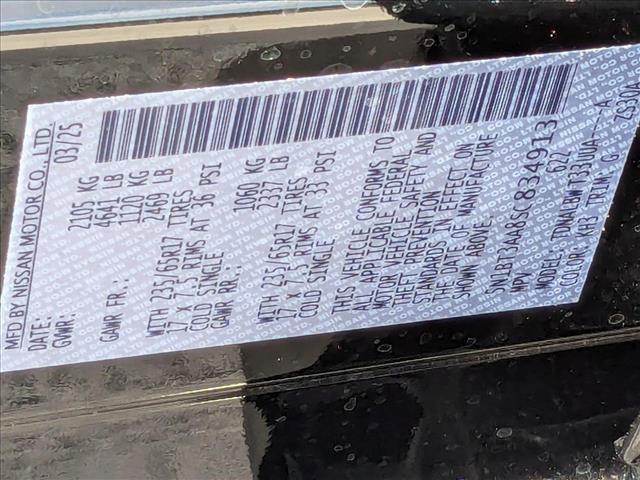 MFD BY NISSAN MOTOR CO., LTD.
DATE: 03/25
GVWR: 2105 KG
4641 LB
GAWR FR.: 1120 KG
2469 LB
WITH 235/65R17 TIRES
17 X 7.5 RIMS AT 36 PSI
COLD SINGLE
GAWR RR.: 1060 KG
2337 LB
WITH 235/65R17 TIRES
17 X 7.5 RIMS AT 33 PSI
COLD SINGLE
THIS VEHICLE CONFORMS TO
ALL APPLICABLE FEDERAL
MOTOR VEHICLE SAFETY AND
THEFT PREVENTION
STANDARDS IN EFFECT ON
THE DATE OF MANUFACTURE
SHOWN ABOVE.
5N1BT3AA8SC834913
MPV 622
MODEL
COLOR: KH3 TRIM: G